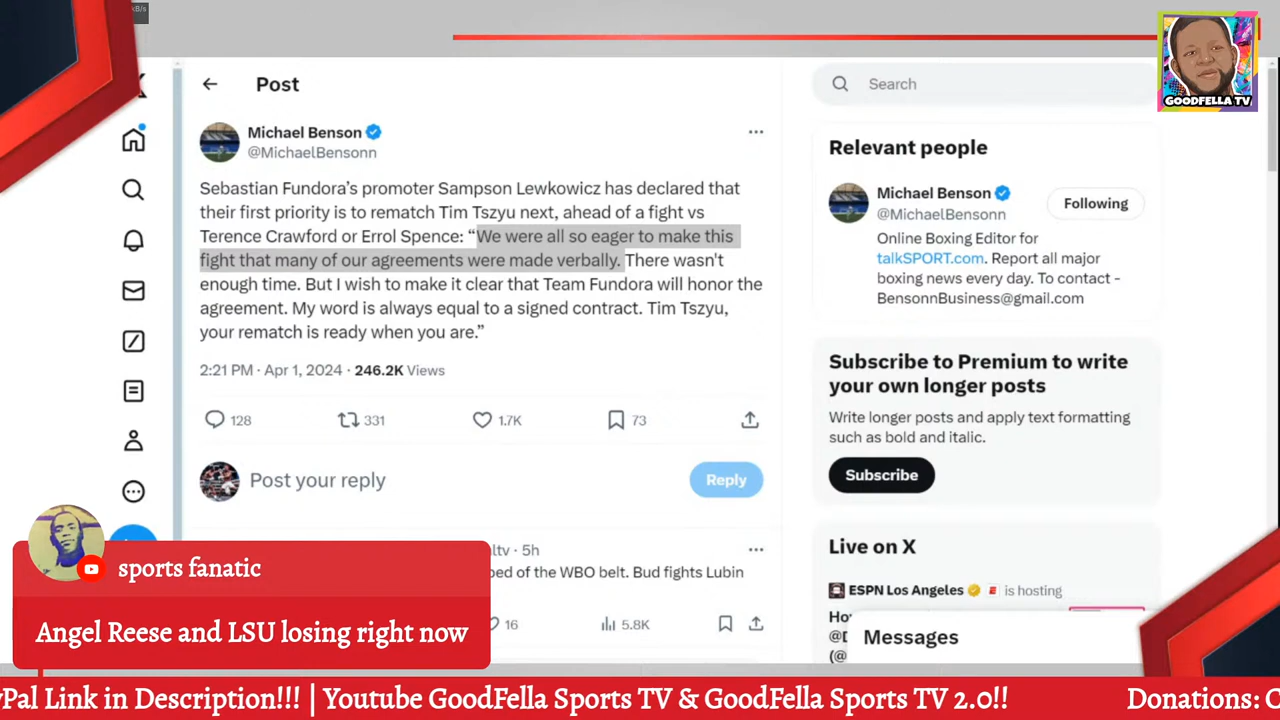 kB/s
GOODFELLA TV
Post
Search
Michael Benson
@MichaelBensonn
Sebastian Fundora's promoter Sampson Lewkowicz has declared that
their first priority is to rematch Tim Tszyu next, ahead of a fight vs
Terence Crawford or Errol Spence: “We were all so eager to make this
fight that many of our agreements were made verbally. There wasn't
enough time. But I wish to make it clear that Team Fundora will honor the
agreement. My word is always equal to a signed contract. Tim Tszyu,
your rematch is ready when you are.”
2:21 PM · Apr 1, 2024 · 246.2K Views
128
331
1.7K
73
Post your reply
Reply
ltv · 5h
ped of the WBO belt. Bud fights Lubin
16
5.8K
Relevant people
Michael Benson
@MichaelBensonn
Following
Online Boxing Editor for
talkSPORT.com. Report all major
boxing news every day. To contact -
BensonnBusiness@gmail.com
Subscribe to Premium to write
your own longer posts
Write longer posts and apply text formatting
such as bold and italic.
Subscribe
Live on X
ESPN Los Angeles is hosting
Messages
sports fanatic
Angel Reese and LSU losing right now
Pal Link in Description!!! | Youtube GoodFella Sports TV & GoodFella Sports TV 2.0!! Donations: C